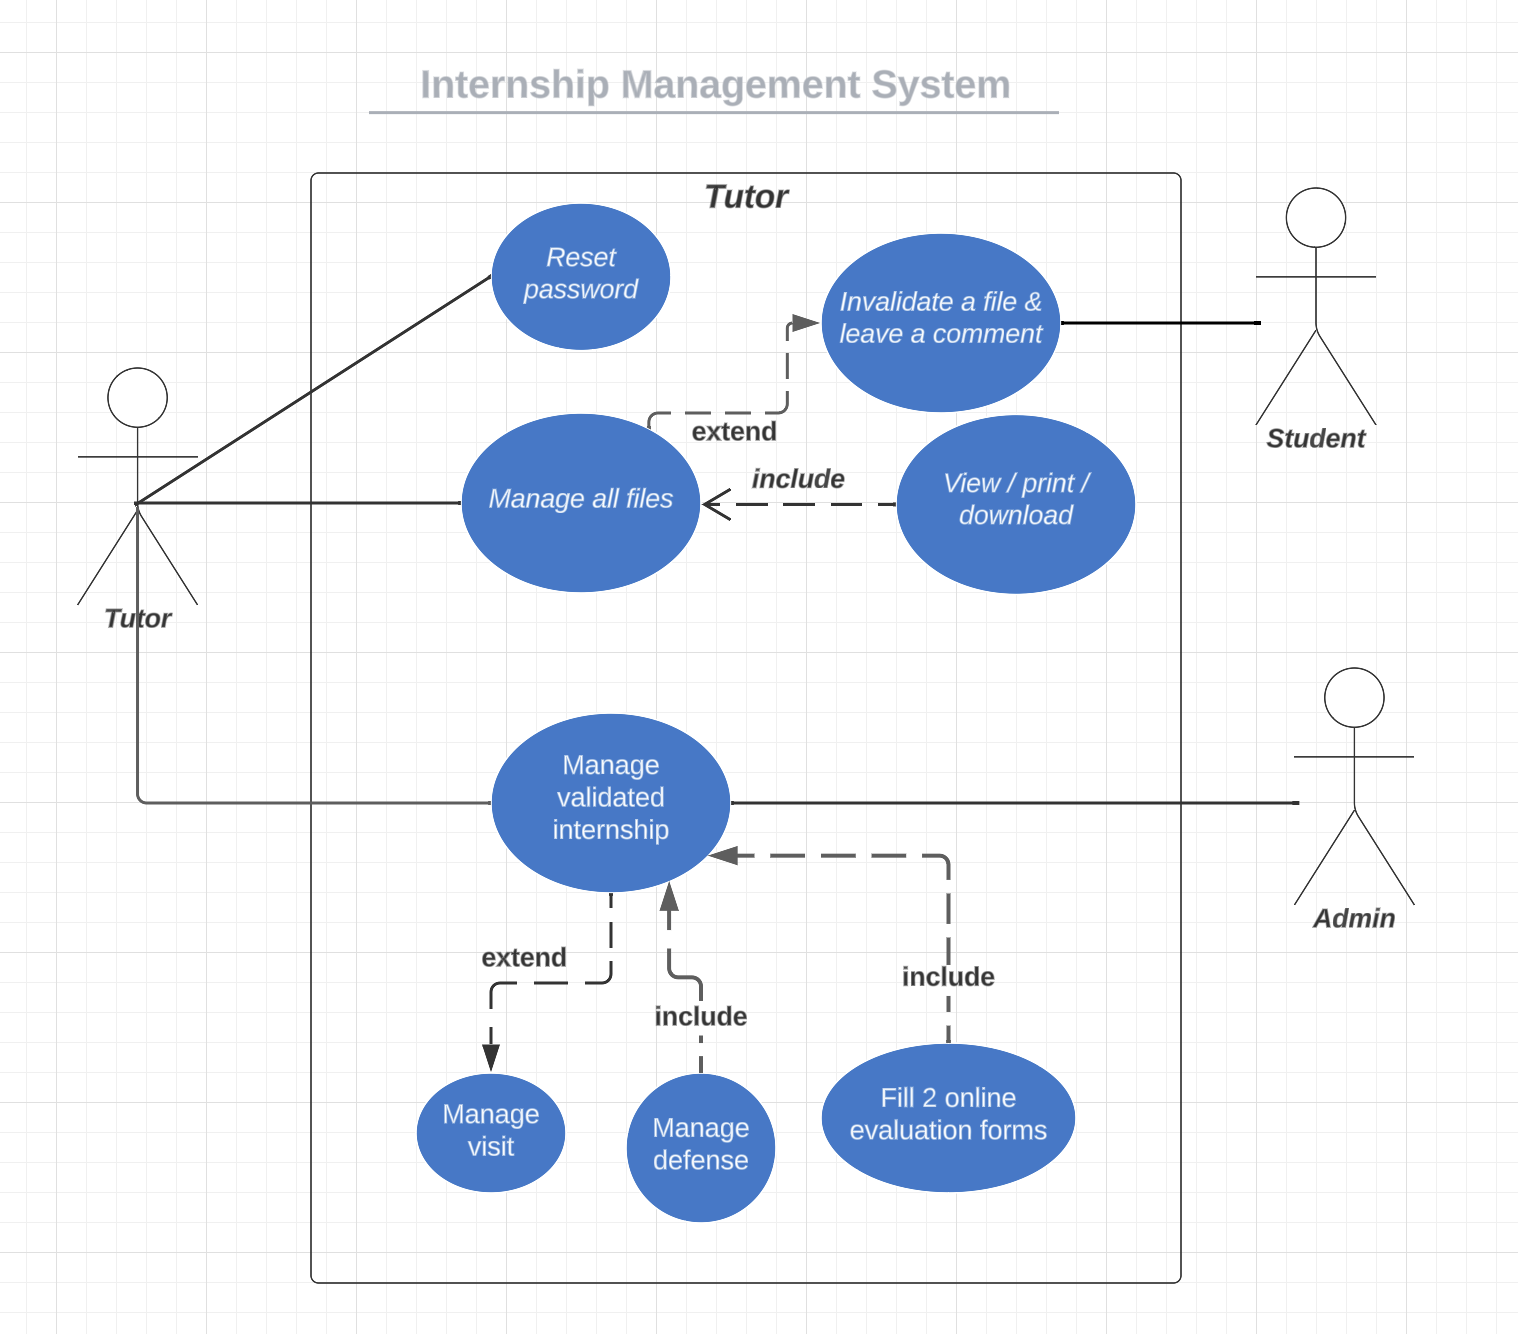 Internship Management System
Tutor
Reset
password
Invalidate a file &
leave a comment
extend
Student
Manage all files
include
View / print /
download
Tutor
Manage
validated
internship
Admin
extend
include
include
Manage
visit
Manage
defense
Fill 2 online
evaluation forms